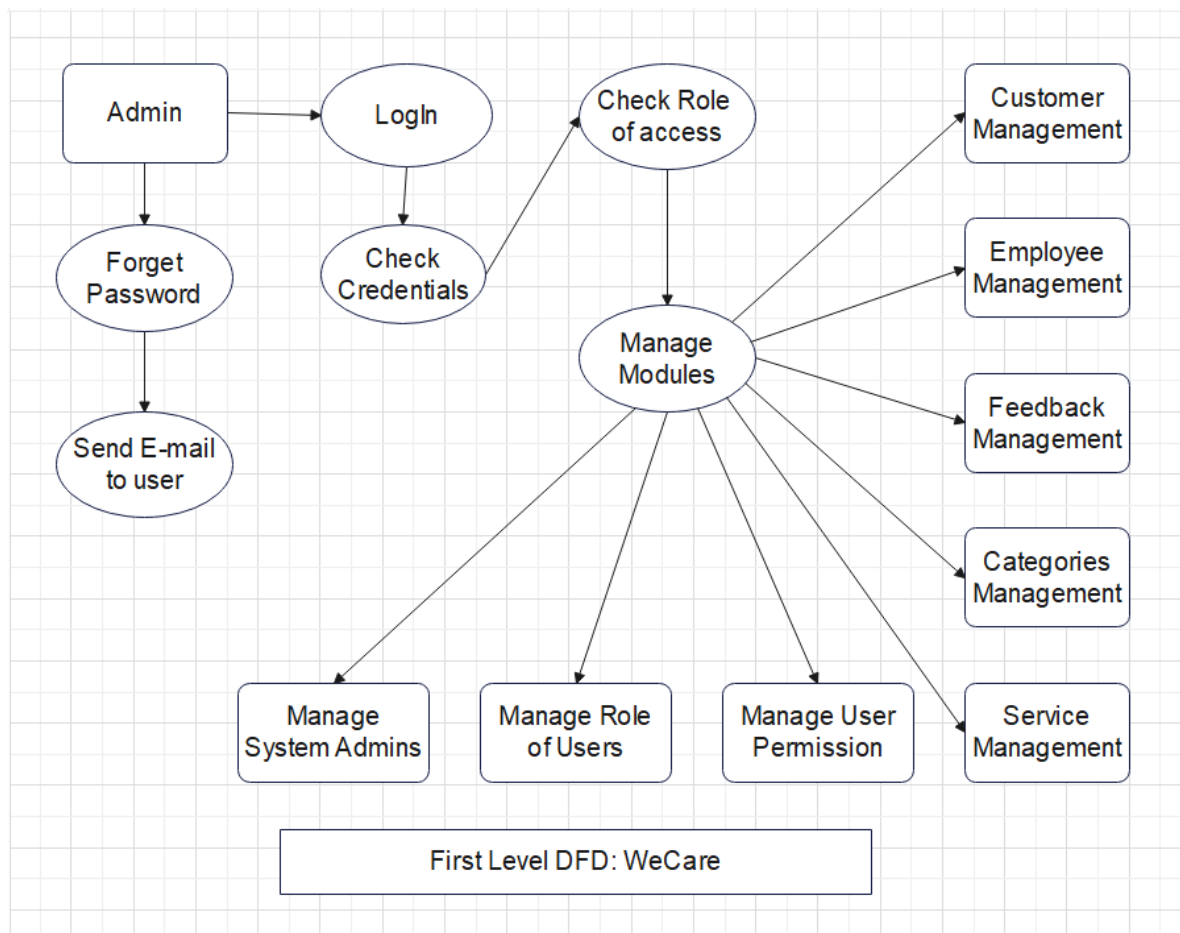 Admin
LogIn
Check Role
of access
Customer
Management
Forget
Password
Check
Credentials
Employee
Management
Manage
Modules
Feedback
Management
Send E-mail
to user
Categories
Management
Manage
System Admins
Manage Role
of Users
Manage User
Permission
Service
Management
First Level DFD: WeCare